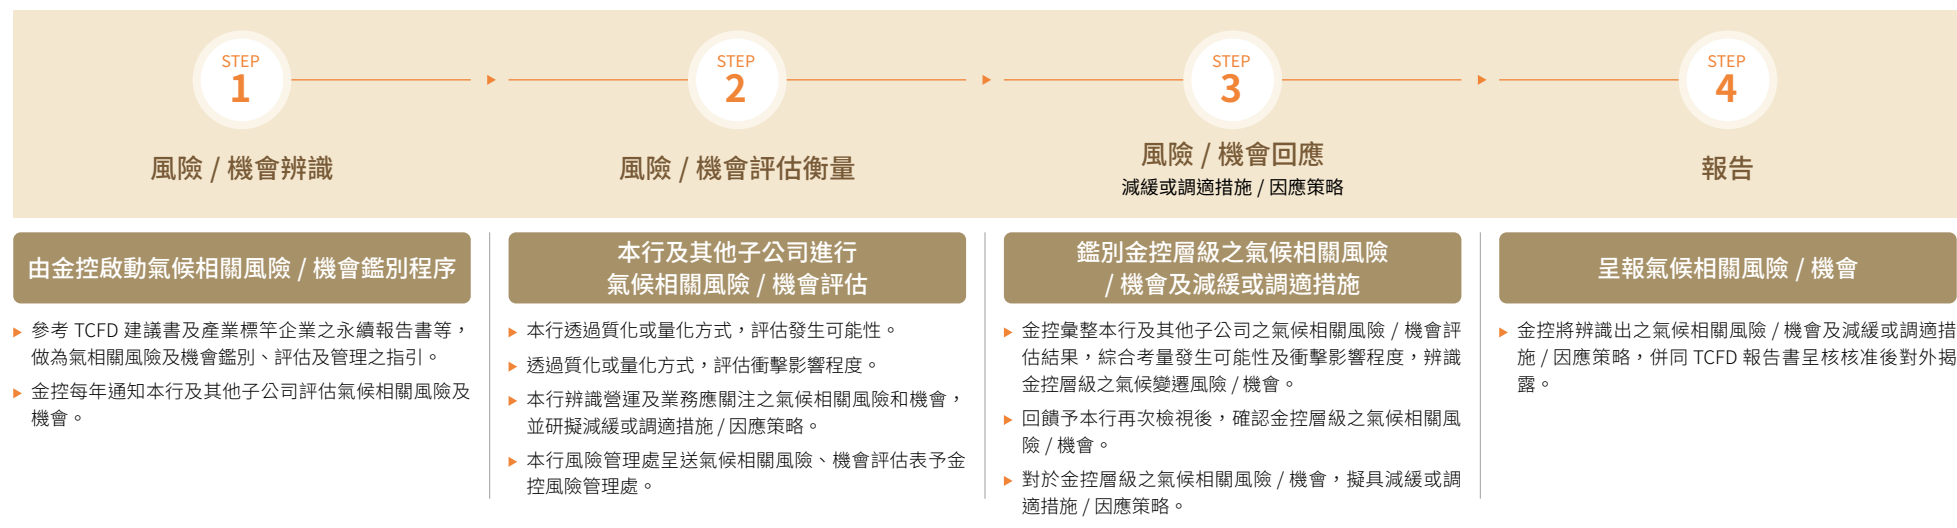 STEP
1
風險 / 機會辨識
由金控啟動氣候相關風險 / 機會鑑別程序
參考 TCFD 建議書及產業標竿企業之永續報告書等，
做為氣相關風險及機會鑑別、評估及管理之指引。
金控每年通知本行及其他子公司評估氣候相關風險及
機會。
STEP
2
風險 / 機會評估衡量
本行及其他子公司進行
氣候相關風險 / 機會評估
本行透過質化或量化方式，評估發生可能性。
透過質化或量化方式，評估衝擊影響程度。
本行辨識營運及業務應關注之氣候相關風險和機會，
並研擬減緩或調適措施 / 因應策略。
本行風險管理處呈送氣候相關風險、機會評估表予金
控風險管理處。
STEP
3
風險 / 機會回應
減緩或調適措施 / 因應策略
鑑別金控層級之氣候相關風險
/ 機會及減緩或調適措施
金控彙整本行及其他子公司之氣候相關風險 / 機會評
估結果，綜合考量發生可能性及衝擊影響程度，辨識
金控層級之氣候變遷風險 / 機會。
回饋予本行再次檢視後，確認金控層級之氣候相關風
險 / 機會。
對於金控層級之氣候相關風險 / 機會，擬具減緩或調
適措施 / 因應策略。
STEP
4
報告
呈報氣候相關風險 / 機會
金控將辨識出之氣候相關風險 / 機會及減緩或調適措
施 / 因應策略，併同 TCFD 報告書呈核核准後對外揭
露。